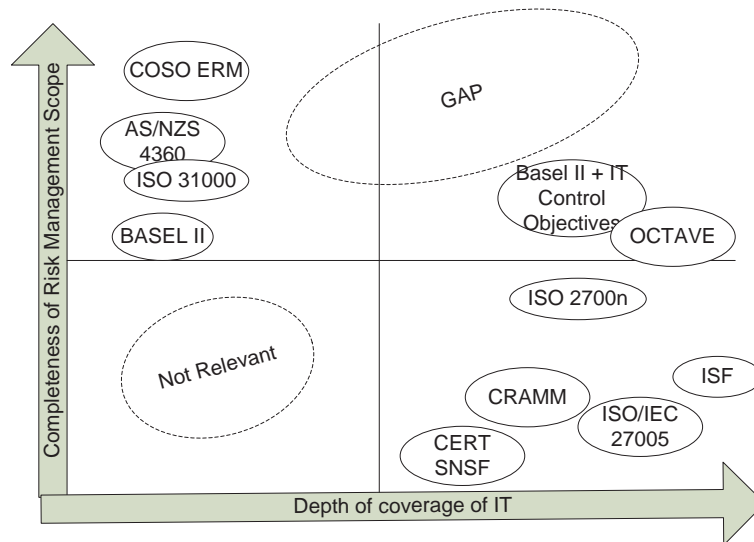 Completeness of Risk Management Scope
COSO ERM
GAP
AS/NZS
4360
ISO 31000
Basel II + IT
Control
Objectives
BASEL II
OCTAVE
ISO 2700n
Not Relevant
ISF
CRAMM
ISO/IEC
27005
CERT
SNSF
Depth of coverage of IT